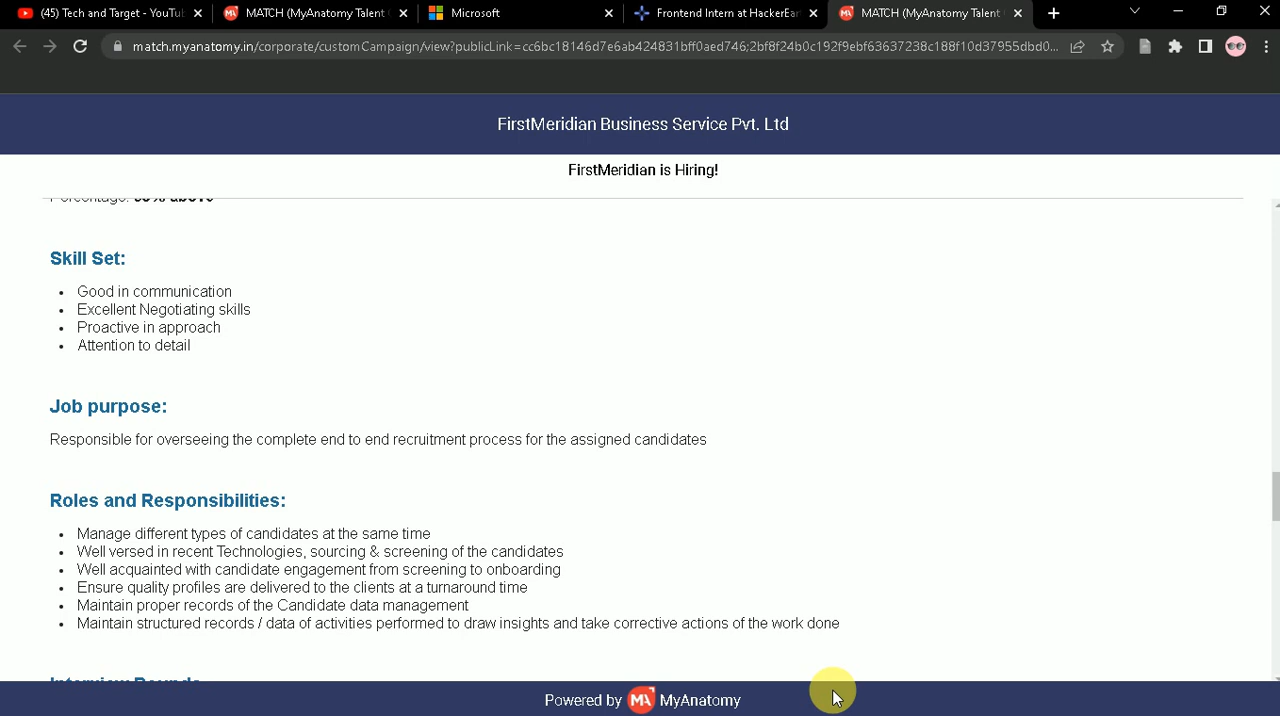 (45) Tech and Target - YouTu
MATCH (MyAnatomy Talent
Microsoft
Frontend Intern at HackerEar
MATCH (MyAnatomy Talent
match.myanatomy.in/corporate/customCampaign/view?publicLink=cc6bc18146d7e6ab424831bff0aed746;2bf8f24b0c192f9ebf63637238c188f10d37955dbd0...
FirstMeridian Business Service Pvt. Ltd
FirstMeridian is Hiring!
Percentage: above
Skill Set:
• Good in communication
• Excellent Negotiating skills
• Proactive in approach
• Attention to detail
Job purpose:
Responsible for overseeing the complete end to end recruitment process for the assigned candidates
Roles and Responsibilities:
• Manage different types of candidates at the same time
• Well versed in recent Technologies, sourcing & screening of the candidates
• Well acquainted with candidate engagement from screening to onboarding
• Ensure quality profiles are delivered to the clients at a turnaround time
• Maintain proper records of the Candidate data management
• Maintain structured records / data of activities performed to draw insights and take corrective actions of the work done
Interview Rounds
Powered by MA MyAnatomy